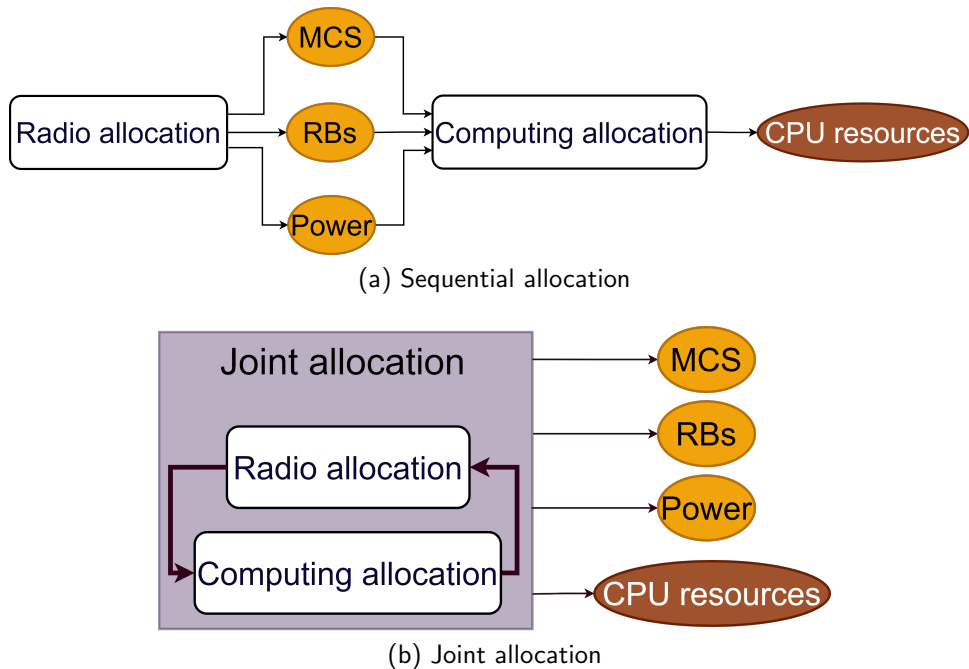 MCS
Radio allocation
RBs
Computing allocation
CPU resources
Power
(a) Sequential allocation
Joint allocation
MCS
RBs
Radio allocation
Power
Computing allocation
CPU resources
(b) Joint allocation